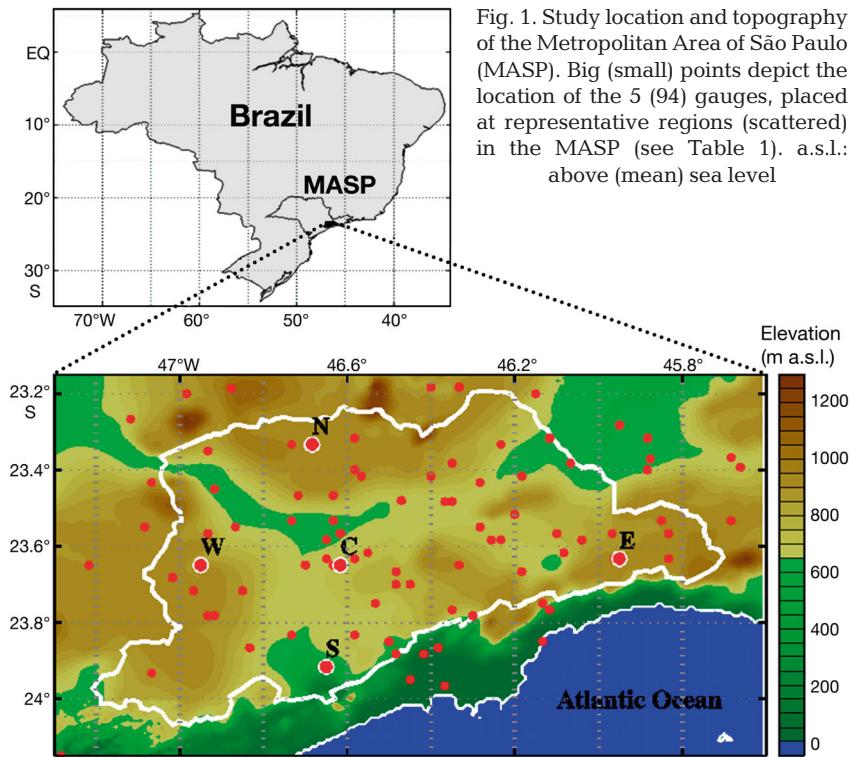 Fig. 1. Study location and topography
of the Metropolitan Area of São Paulo
(MASP). Big (small) points depict the
location of the 5 (94) gauges, placed
at representative regions (scattered)
in the MASP (see Table 1). a.s.l.:
above (mean) sea level
EQ
10°
20°
30°
S
70°W 60° 50° 40°
Brazil
MASP
Elevation
(m a.s.l.)
47°W 46.6° 46.2° 45.8°
23.2°
S
23.4°
23.6°
23.8°
24°
N
W
C
E
S
Atlantic Ocean
1200
1000
800
600
400
200
0